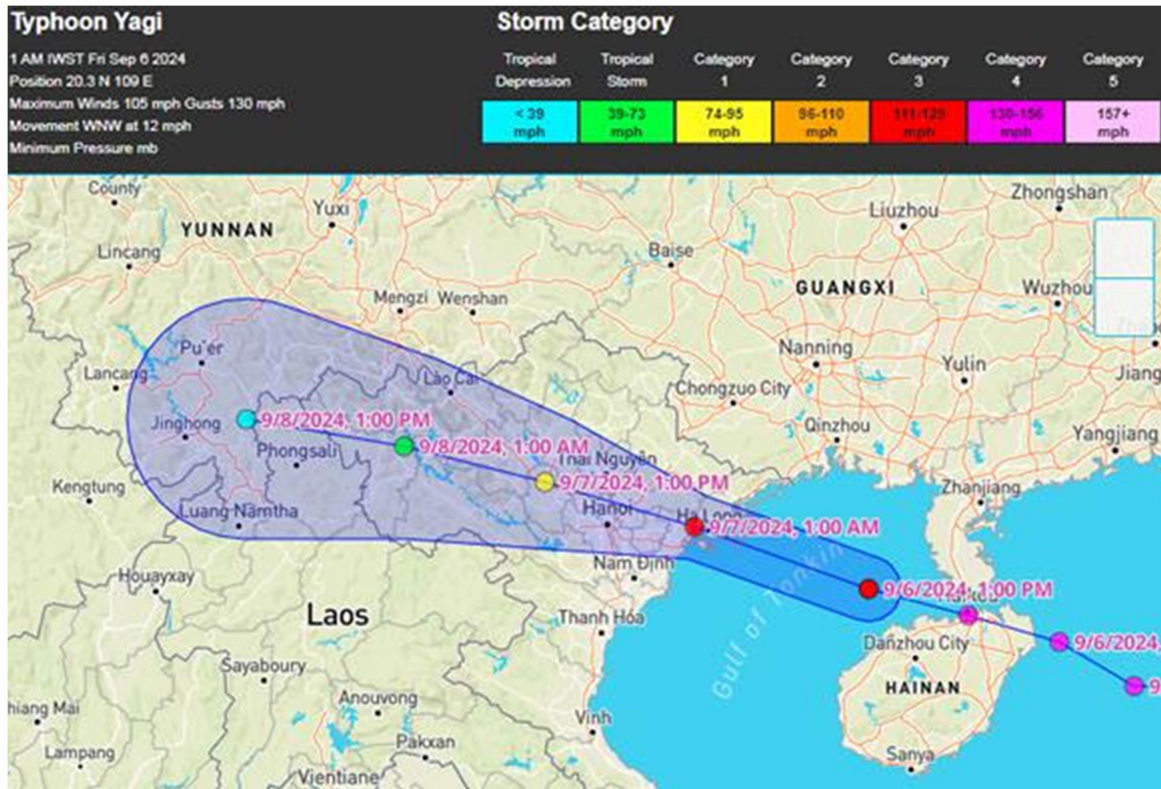 Typhoon Yagi
1 AM IWST Fri Sep 6 2024
Position 20.3 N 109 E
Maximum Winds 105 mph Gusts 130 mph
Movement WNW at 12 mph
Minimum Pressure mb
Storm Category
Tropical Depression
Tropical Storm
Category 1
Category 2
Category 3
Category 4
Category 5
< 39 mph
39-73 mph
74-95 mph
96-110 mph
111-129 mph
130-156 mph
157+ mph
County
Yuxi
YUNNAN
Lincang
Mengzi
Wenshan
Baise
Liuzhou
Zhongshan
GUANGXI
Wuzhou
Pu'er
Lancang
Lào Cai
Nanning
Yulin
Jiang
Chongzuo City
9/8/2024, 1:00 PM
Jinghong
Phongsali
9/8/2024, 1:00 AM
Qinzhou
Yangjiang
Thai Nguyên
9/7/2024, 1:00 PM
Kengtung
Luang Namtha
Hanoi
Ha Long
9/7/2024, 1:00 AM
Zhanjiang
Nam Định
Houayxay
Gulf of Tonkin
9/6/2024, 1:00 PM
Laos
Thanh Hóa
Danzhou City
9/6/2024,
HAINAN
9
Sayaboury
Anouvong
hiang Mai
Vinh
Lampang
Pakxan
Sanya
Vientiane